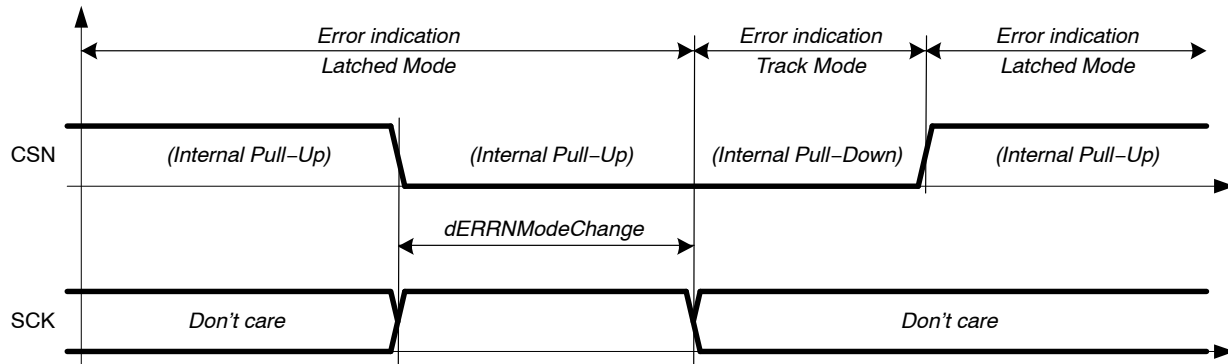 Error indication
Latched Mode
Error indication
Track Mode
Error indication
Latched Mode
CSN
(Internal Pull−Up)
(Internal Pull−Up)
(Internal Pull−Down)
(Internal Pull−Up)
dERRNModeChange
SCK
Don't care
Don't care